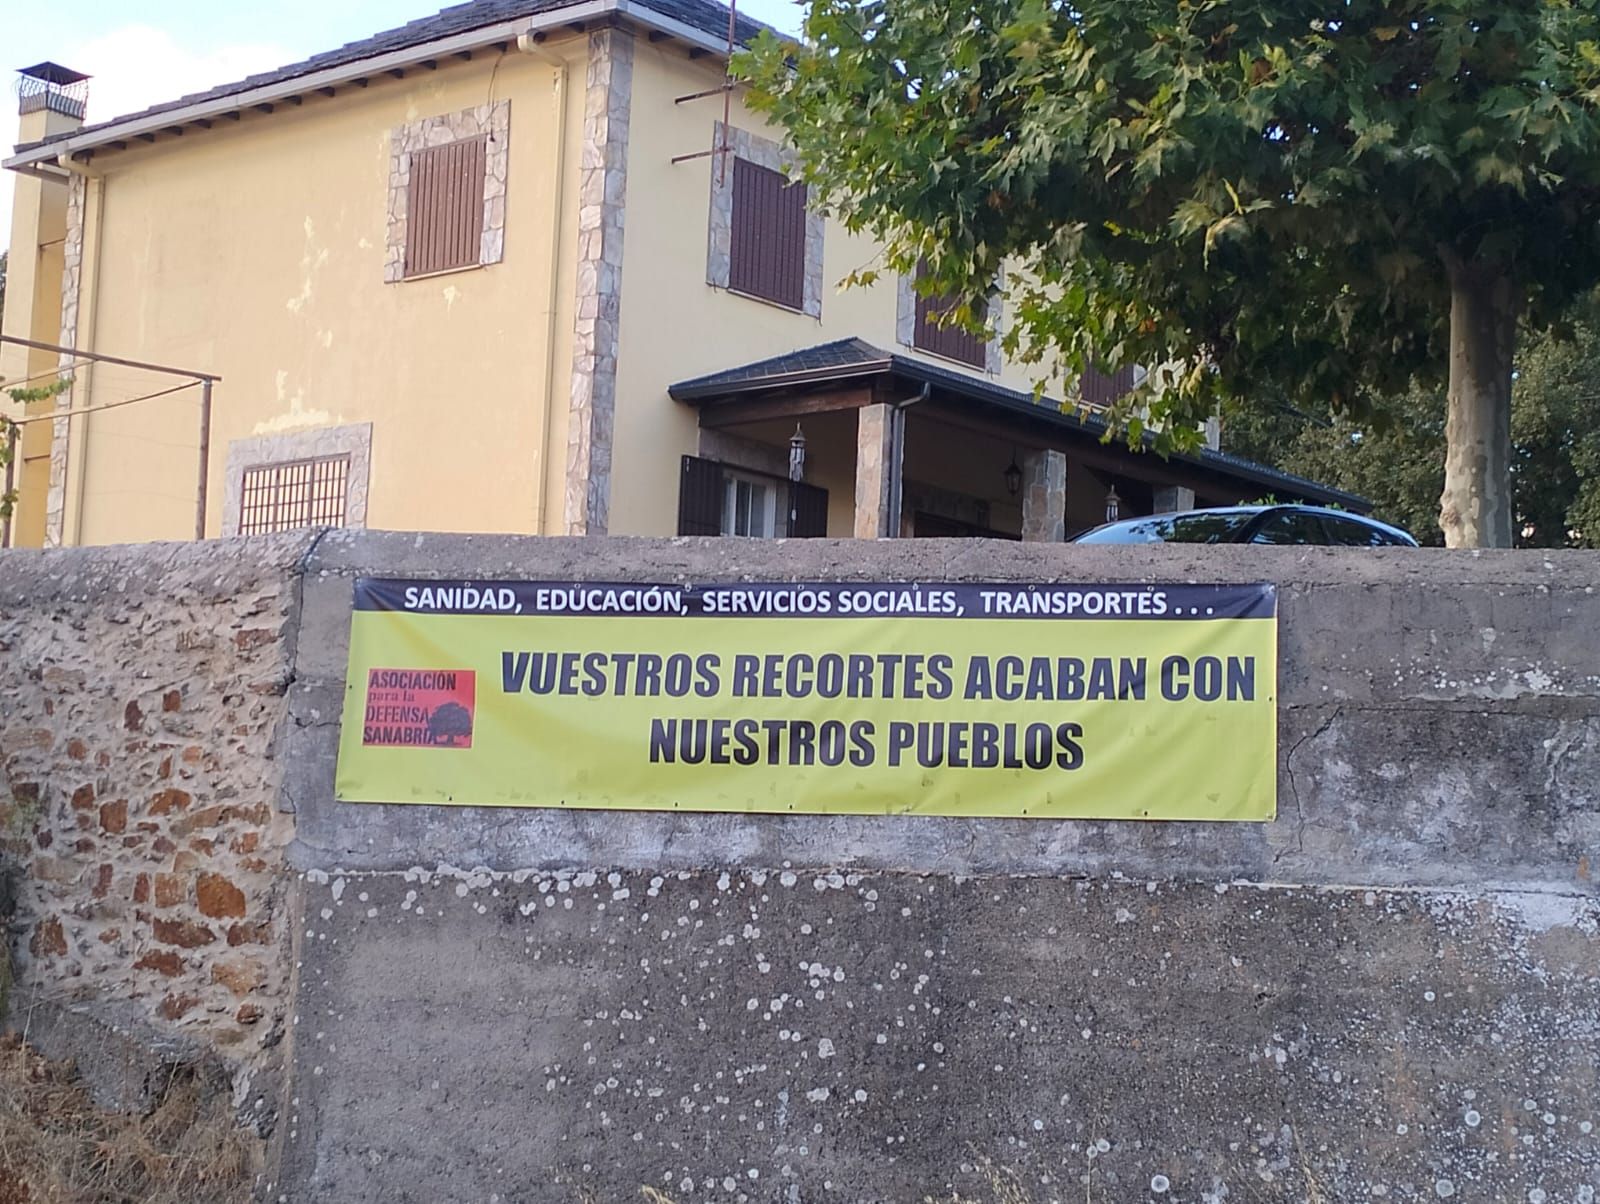 SANIDAD, EDUCACIÓN, SERVICIOS SOCIALES, TRANSPORTES...
VUESTROS RECORTES ACABAN CON
NUESTROS PUEBLOS
ASOCIACIÓN
para la
DEFENSA
SANABRIA